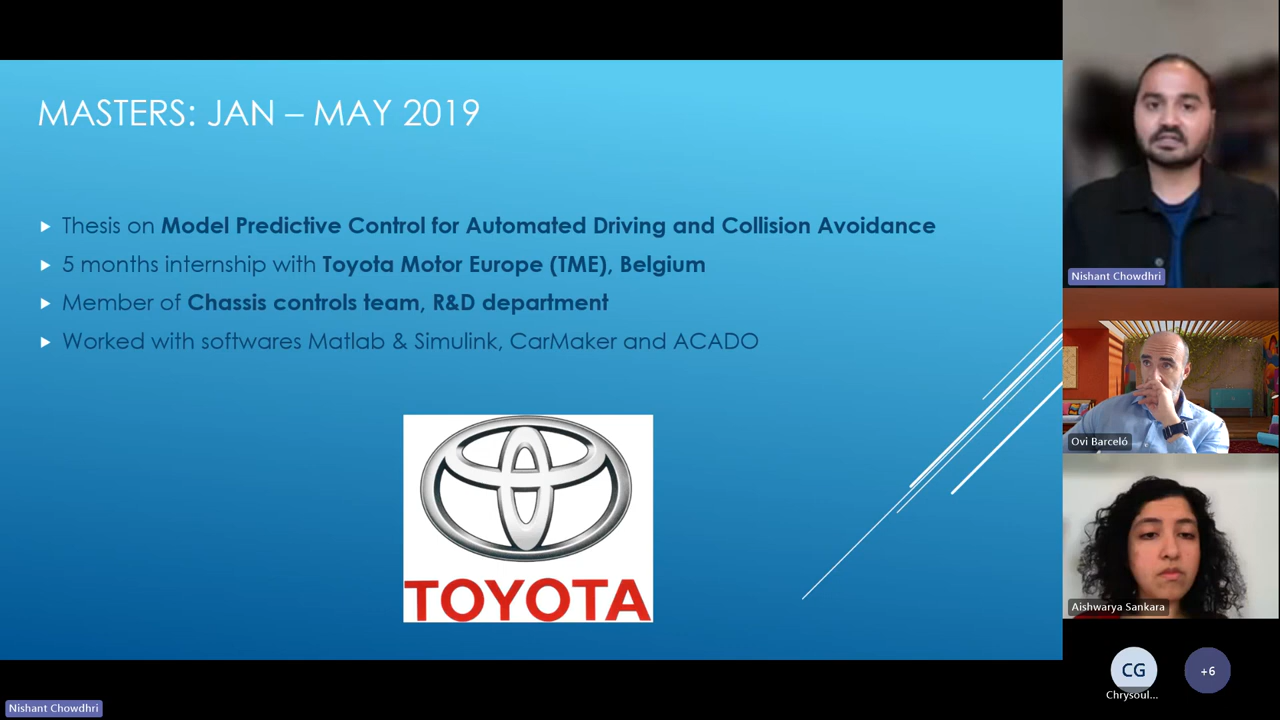 MASTERS: JAN – MAY 2019
Thesis on Model Predictive Control for Automated Driving and Collision Avoidance
5 months internship with Toyota Motor Europe (TME), Belgium
Member of Chassis controls team, R&D department
Worked with softwares Matlab & Simulink, CarMaker and ACADO
TOYOTA
Nishant Chowdhri
Ovi Barceló
Aishwarya Sankara
CG
Chrysoul...
+6
Nishant Chowdhri